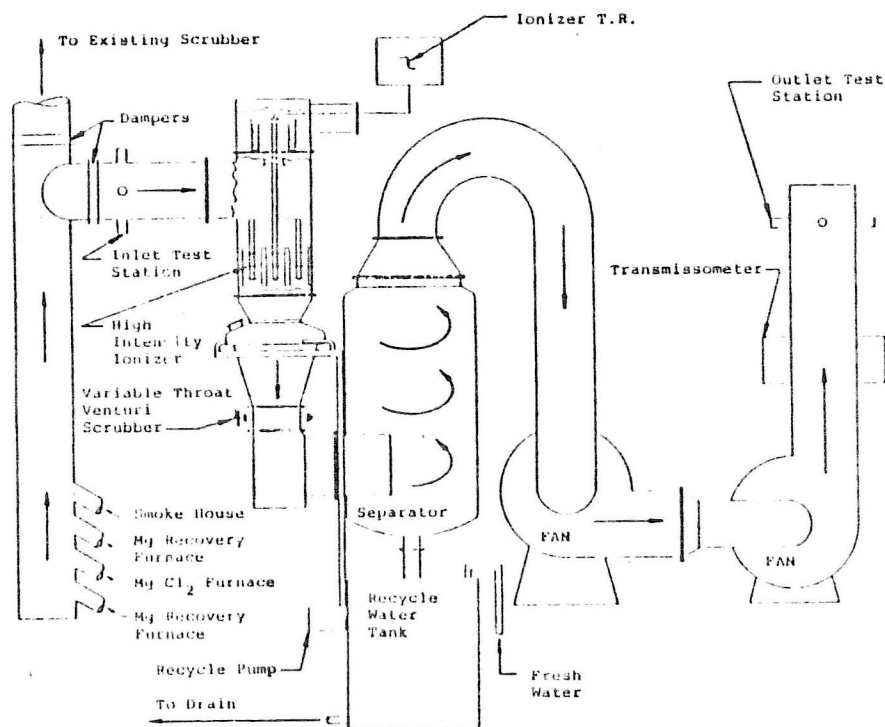 Ionizer T.R.
To Existing Scrubber
Outlet Test
Station
Dampers
Inlet Test
Station
Transmissometer
High
Intensity
Ionizer
Variable Throat
Venturi
Scrubber
Smoke House
Separator
Mg Recovery
Furnace
FAN
FAN
Mg Cl2 Furnace
Recycle
Water
Tank
Mg Recovery
Furnace
Recycle Pump
Fresh
Water
To Drain